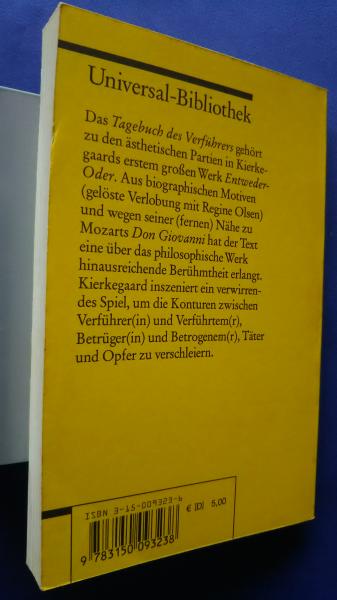 Universal-Bibliothek
Das Tagebuch des Verführers gehört
zu den ästhetischen Partien in Kierke-
gaards erstem großen Werk Entweder-
Oder. Aus biographischen Motiven
(gelöste Verlobung mit Regine Olsen)
und wegen seiner (fernen) Nähe zu
Mozarts Don Giovanni hat der Text
eine über das philosophische Werk
hinausreichende Berühmtheit erlangt.
Kierkegaard inszeniert ein verwirren-
des Spiel, um die Konturen zwischen
Verführer(in) und Verführtem(r),
Betrüger(in) und Betrogenem(r), Täter
und Opfer zu verschleiern.
ISBN 3-15-009323-6
€ [D] 5,00
9 783150 093238